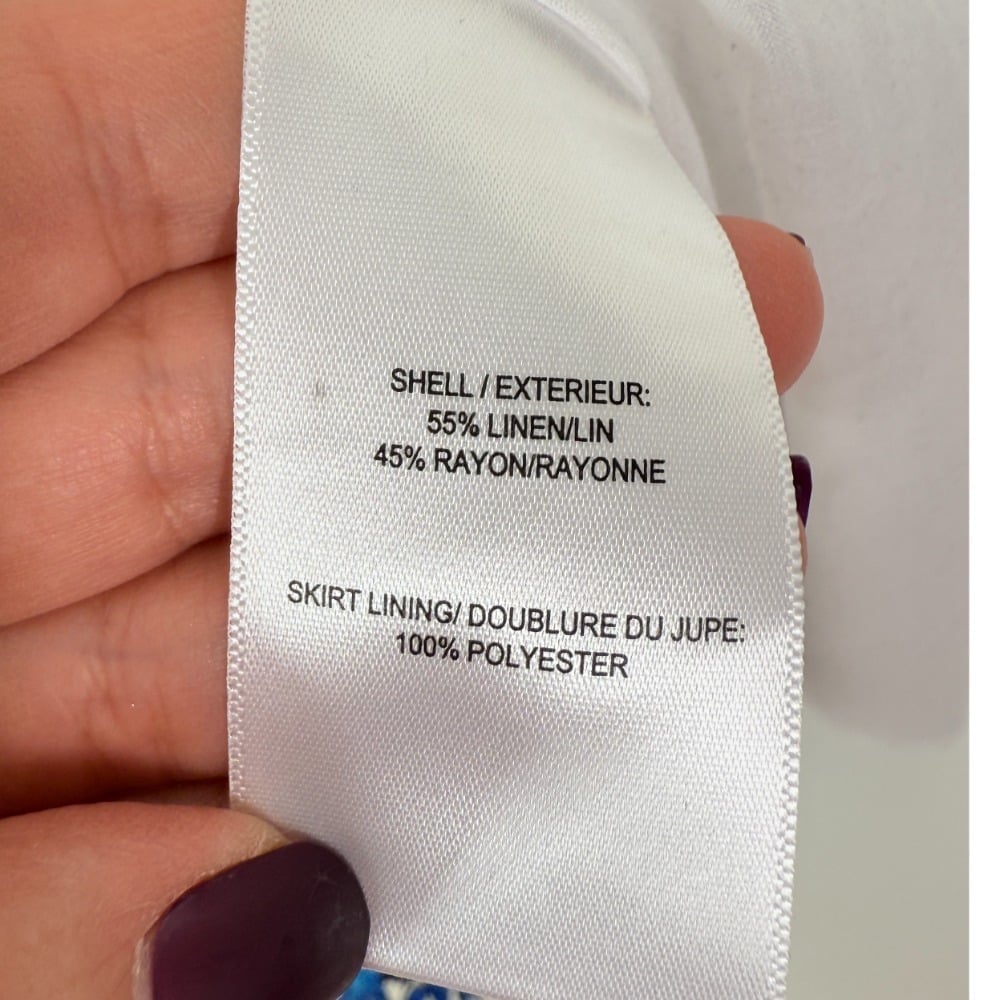 SHELL / EXTERIEUR:
55% LINEN/LIN
45% RAYON/RAYONNE
SKIRT LINING/ DOUBLURE DU JUPE:
100% POLYESTER